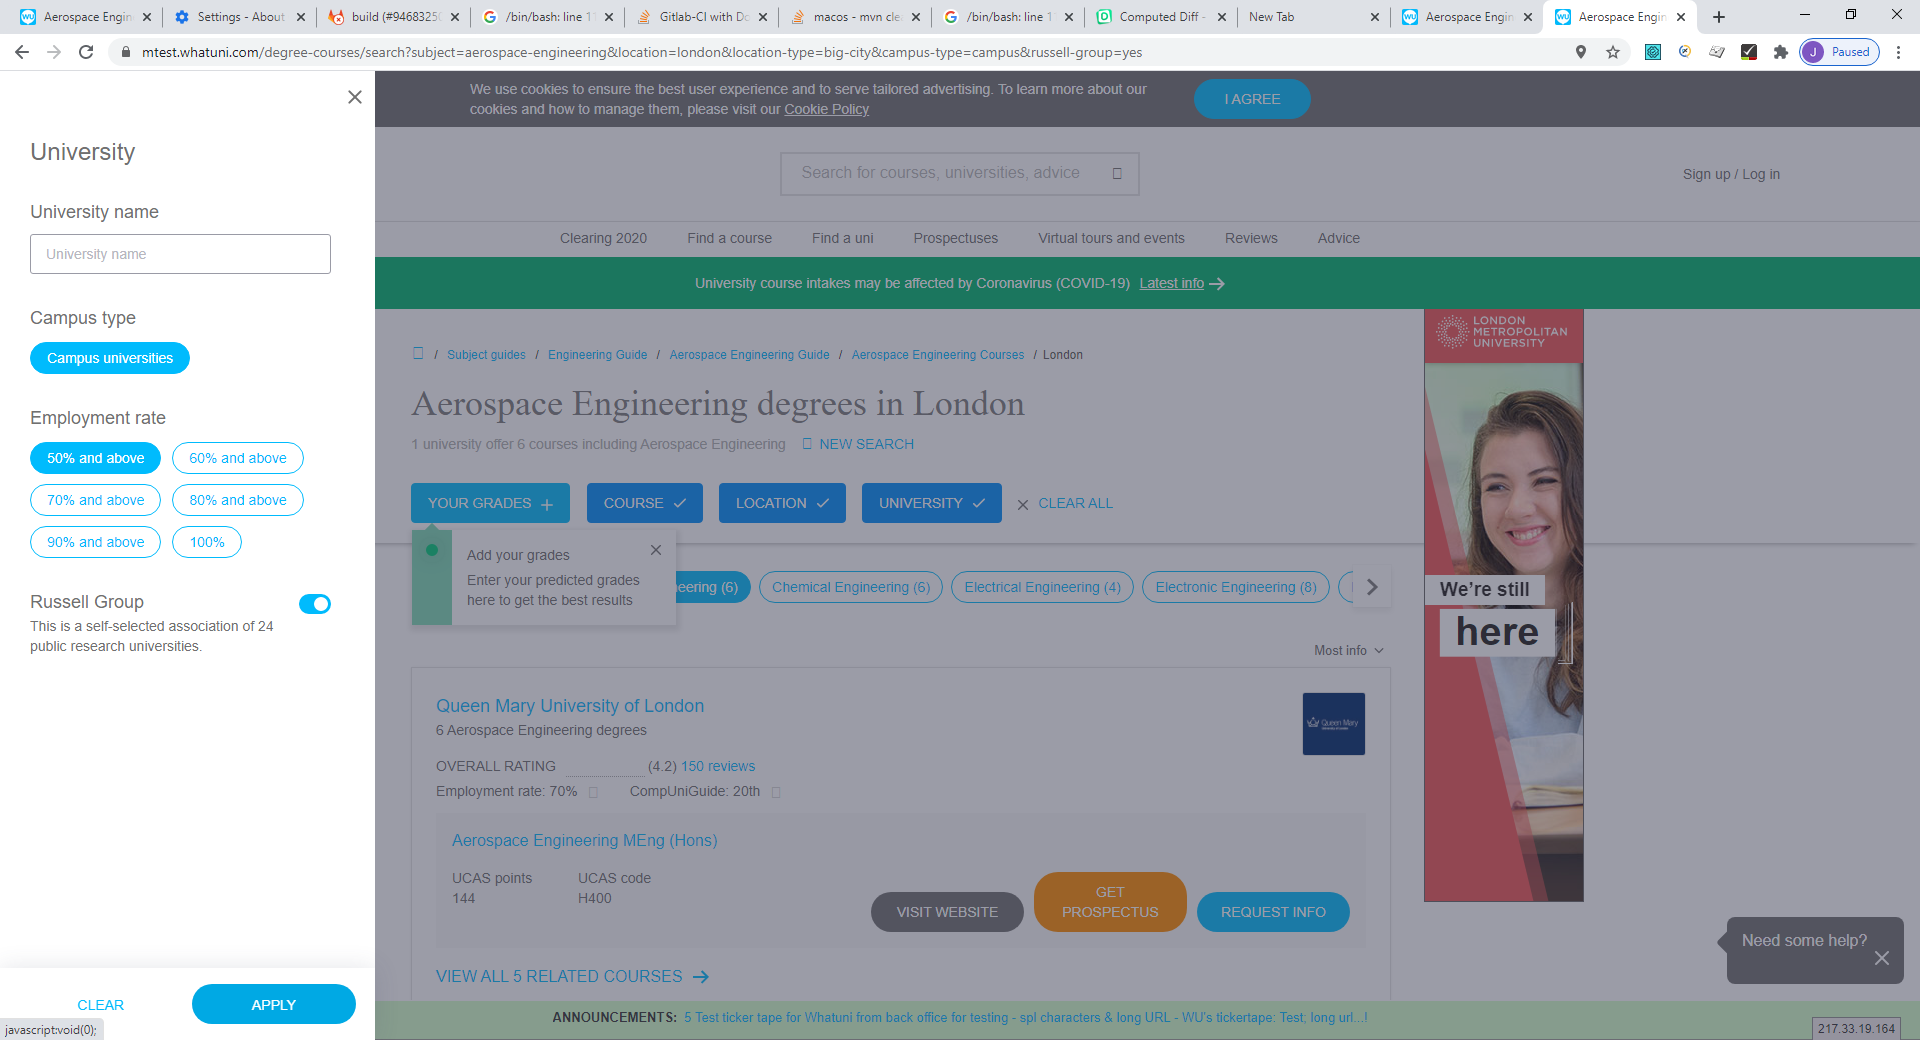 Aerospace Engin
Settings - About
build (#9468325
/bin/bash: line 1
Gitlab-CI with Do
macos - mvn cle
/bin/bash: line 1
Computed Diff -
New Tab
Aerospace Engin
Aerospace Engin
mtest.whatuni.com/degree-courses/search?subject=aerospace-engineering&location=london&location-type=big-city&campus-type=campus&russell-group=yes
J Paused
University
University name
University name
Campus type
Campus universities
Employment rate
50% and above 60% and above
70% and above 80% and above
90% and above 100%
Russell Group
This is a self-selected association of 24
public research universities.
CLEAR APPLY
javascript:void(0);
We use cookies to ensure the best user experience and to serve tailored advertising. To learn more about our
cookies and how to manage them, please visit our Cookie Policy
I AGREE
Search for courses, universities, advice
Sign up / Log in
Clearing 2020 Find a course Find a uni Prospectuses Virtual tours and events Reviews Advice
University course intakes may be affected by Coronavirus (COVID-19) Latest info
/ Subject guides / Engineering Guide / Aerospace Engineering Guide / Aerospace Engineering Courses / London
Aerospace Engineering degrees in London
1 university offer 6 courses including Aerospace Engineering NEW SEARCH
YOUR GRADES COURSE LOCATION UNIVERSITY CLEAR ALL
Add your grades
Enter your predicted grades
here to get the best results
eering (6) Chemical Engineering (6) Electrical Engineering (4) Electronic Engineering (8)
Most info
Queen Mary University of London
6 Aerospace Engineering degrees
Queen Mary
OVERALL RATING (4.2) 150 reviews
Employment rate: 70% CompUniGuide: 20th
Aerospace Engineering MEng (Hons)
UCAS points UCAS code
144 H400
VISIT WEBSITE
GET
PROSPECTUS
REQUEST INFO
VIEW ALL 5 RELATED COURSES
LONDON
METROPOLITAN
UNIVERSITY
We're still
here
Need some help?
ANNOUNCEMENTS: 5 Test ticker tape for Whatuni from back office for testing - spl characters & long URL - WU's tickertape: Test; long url...!
217.33.19.164